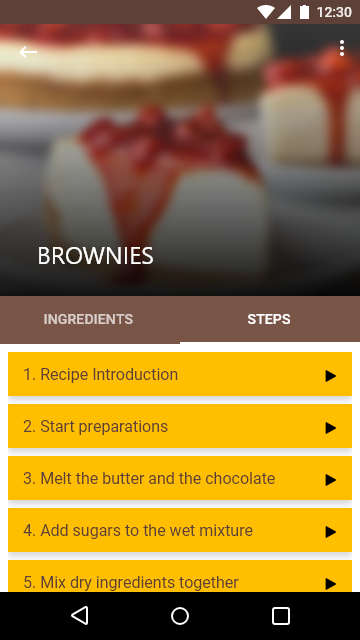 12:30
BROWNIES
INGREDIENTS
STEPS
1. Recipe Introduction
2. Start preparations
3. Melt the butter and the chocolate
4. Add sugars to the wet mixture
5. Mix dry ingredients together